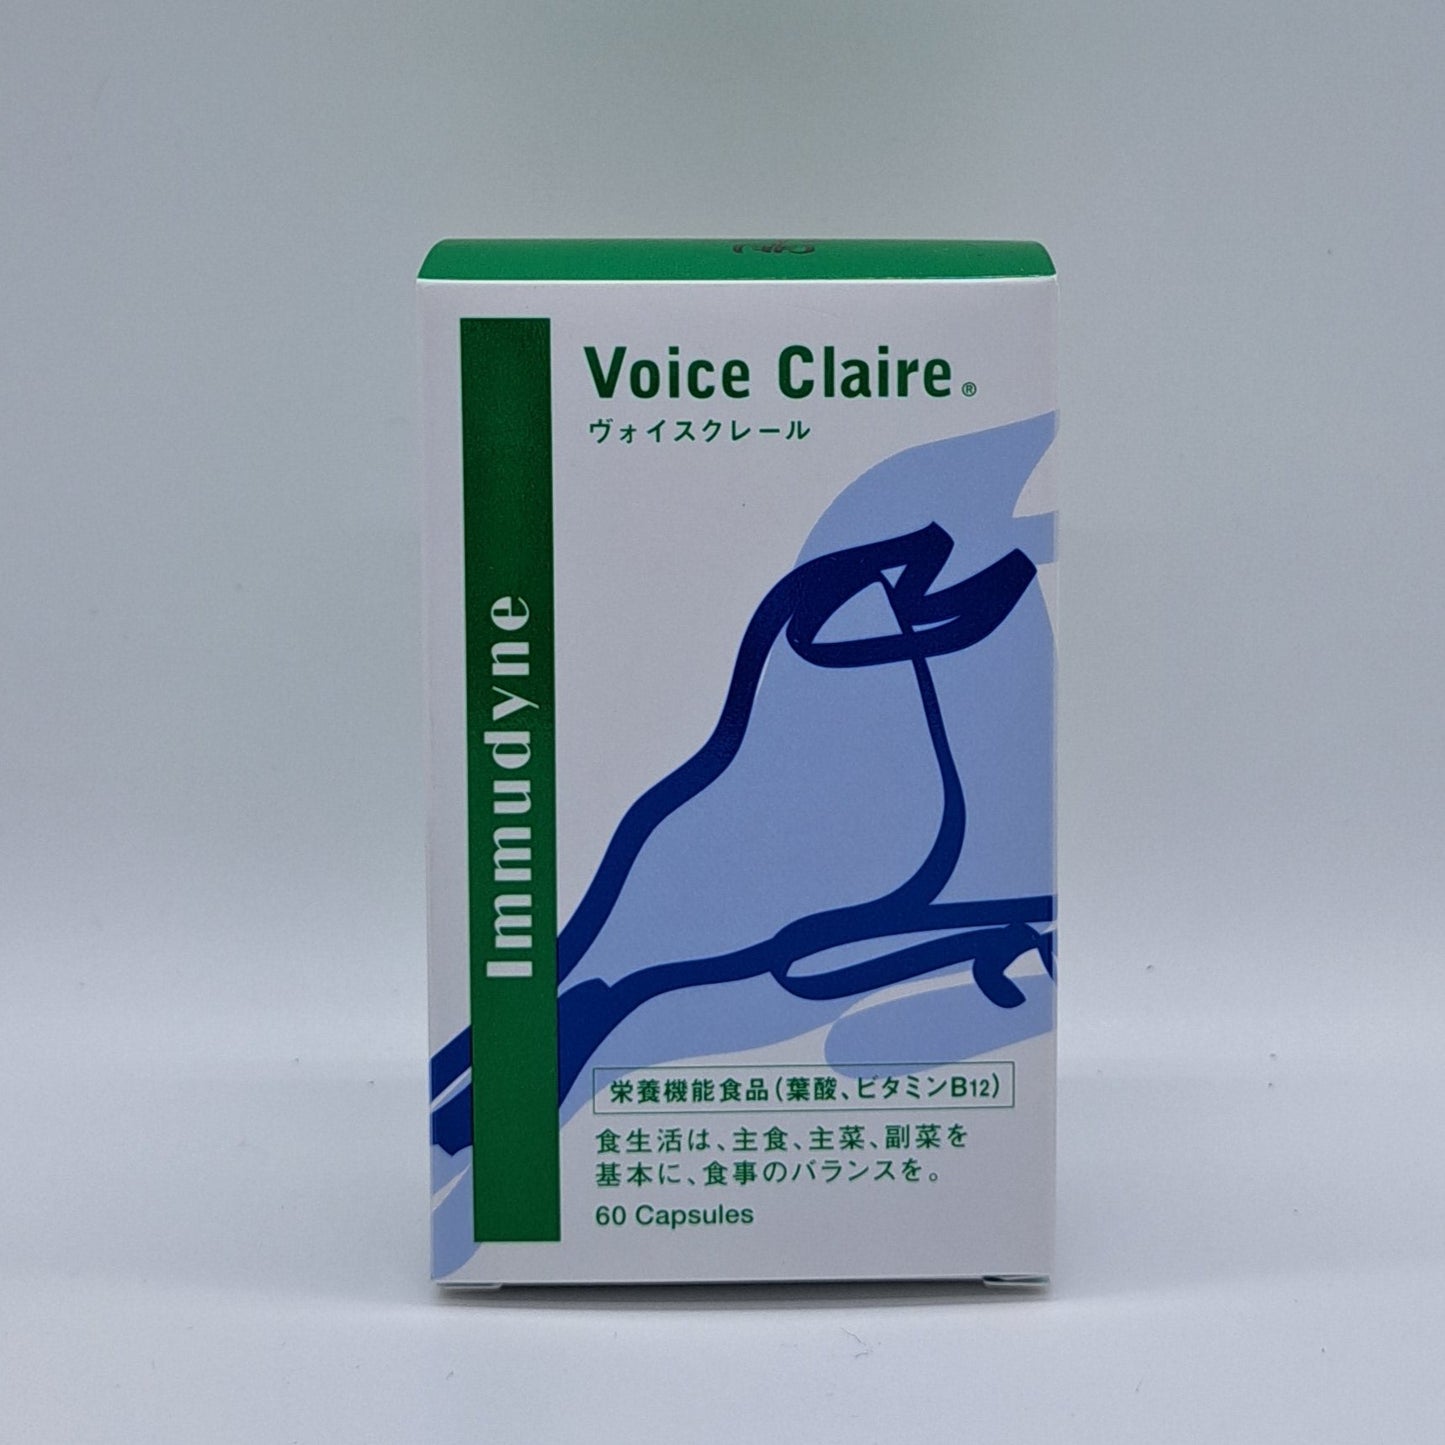 Voice Claire®
ヴォイスクレール
Immudyne
栄養機能食品(葉酸、ビタミンB12)
食生活は、主食、主菜、副菜を
基本に、食事のバランスを。
60 Capsules